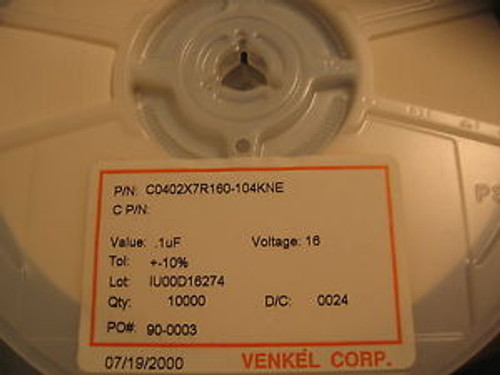 P/N: C0402X7R160-104KNE
C P/N:
Value: .1uF Voltage: 16
Tol: +-10%
Lot: IU00D16274
Qty: 10000 D/C: 0024
PO#: 90-0003
07/19/2000 VENKEL CORP.